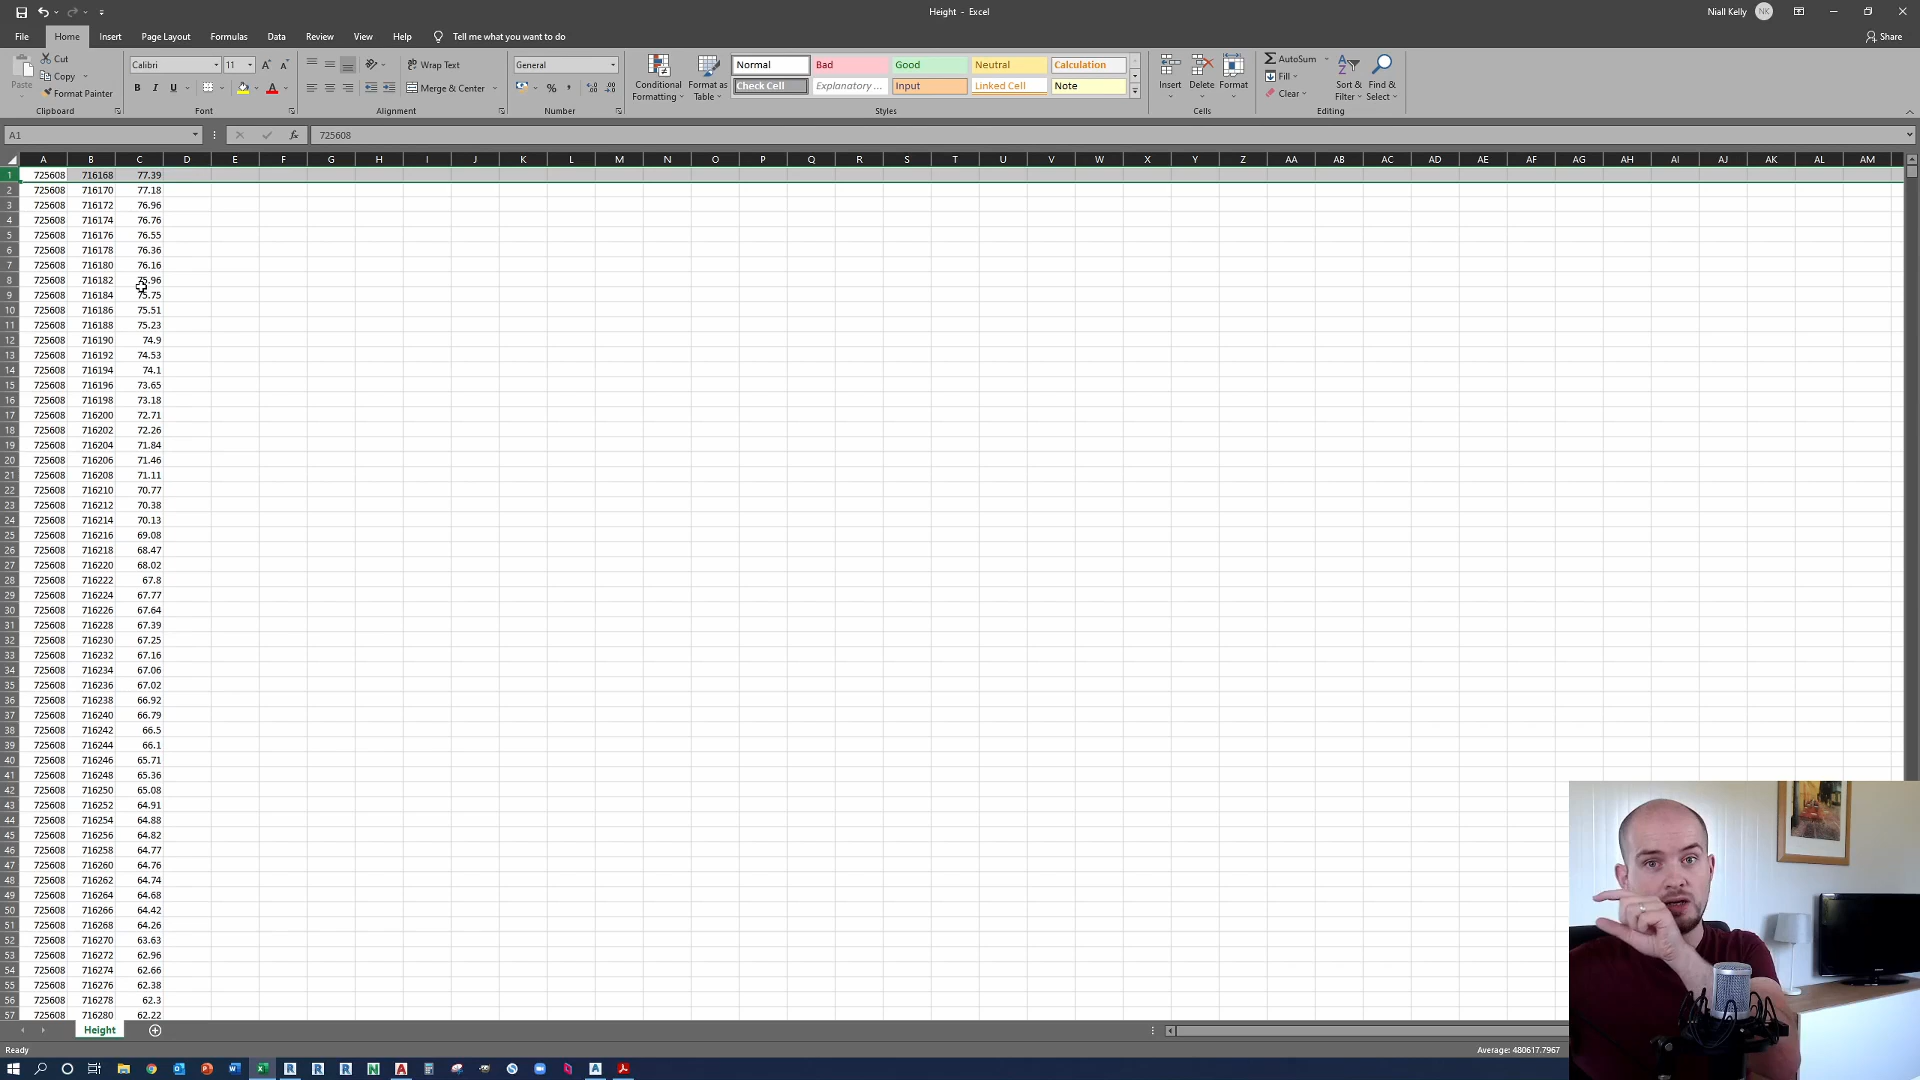 Height - Excel
Niall Kelly NK
File Home Insert Page Layout Formulas Data Review View Help Tell me what you want to do Share
Paste Cut Copy Format Painter
Calibri 11
Wrap Text
Merge & Center
General
Conditional Formatting Format as Table
Normal Bad Good Neutral Calculation
Check Cell Explanatory ... Input Linked Cell Note
Insert Delete Format
AutoSum Fill Clear
Sort & Filter Find & Select
Clipboard Font Alignment Number Styles Cells Editing
A1 725608
A B C D E F G H I J K L M N O P Q R S T U V W X Y Z AA AB AC AD AE AF AG AH AI AJ AK AL AM
1 725608 716168 77.39
2 725608 716170 77.18
3 725608 716172 76.96
4 725608 716174 76.76
5 725608 716176 76.55
6 725608 716178 76.36
7 725608 716180 76.16
8 725608 716182 75.96
9 725608 716184 75.75
10 725608 716186 75.51
11 725608 716188 75.23
12 725608 716190 74.9
13 725608 716192 74.53
14 725608 716194 74.1
15 725608 716196 73.65
16 725608 716198 73.18
17 725608 716200 72.71
18 725608 716202 72.26
19 725608 716204 71.84
20 725608 716206 71.46
21 725608 716208 71.11
22 725608 716210 70.77
23 725608 716212 70.38
24 725608 716214 70.13
25 725608 716216 69.08
26 725608 716218 68.47
27 725608 716220 68.02
28 725608 716222 67.8
29 725608 716224 67.77
30 725608 716226 67.64
31 725608 716228 67.39
32 725608 716230 67.25
33 725608 716232 67.16
34 725608 716234 67.06
35 725608 716236 67.02
36 725608 716238 66.92
37 725608 716240 66.79
38 725608 716242 66.5
39 725608 716244 66.1
40 725608 716246 65.71
41 725608 716248 65.36
42 725608 716250 65.08
43 725608 716252 64.91
44 725608 716254 64.88
45 725608 716256 64.82
46 725608 716258 64.77
47 725608 716260 64.76
48 725608 716262 64.74
49 725608 716264 64.68
50 725608 716266 64.42
51 725608 716268 64.26
52 725608 716270 63.63
53 725608 716272 62.96
54 725608 716274 62.66
55 725608 716276 62.38
56 725608 716278 62.3
57 725608 716280 62.22
Height
Ready Average: 480617.7967